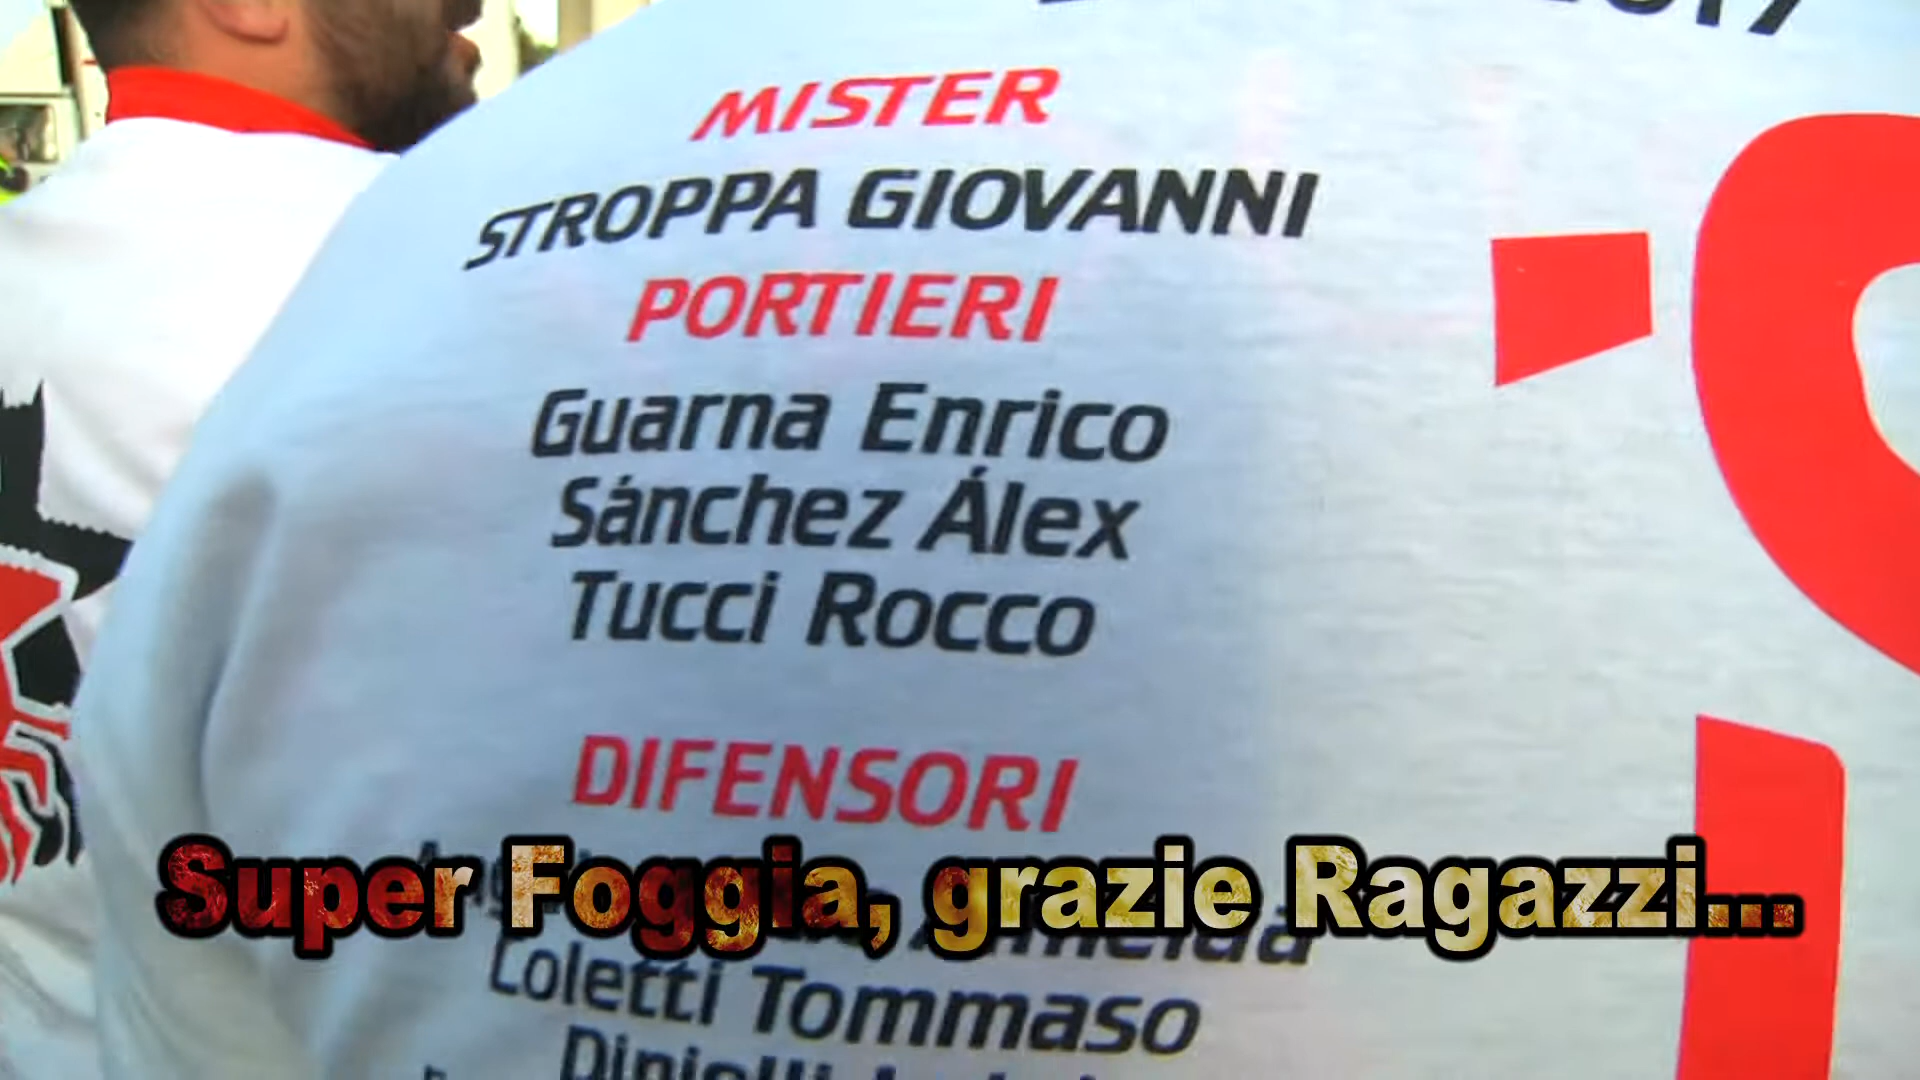 MISTER
STROPPA GIOVANNI
PORTIERI
Guarna Enrico
Sánchez Álex
Tucci Rocco
DIFENSORI
Super Foggia, grazie Ragazzi...
Coletti Tommaso